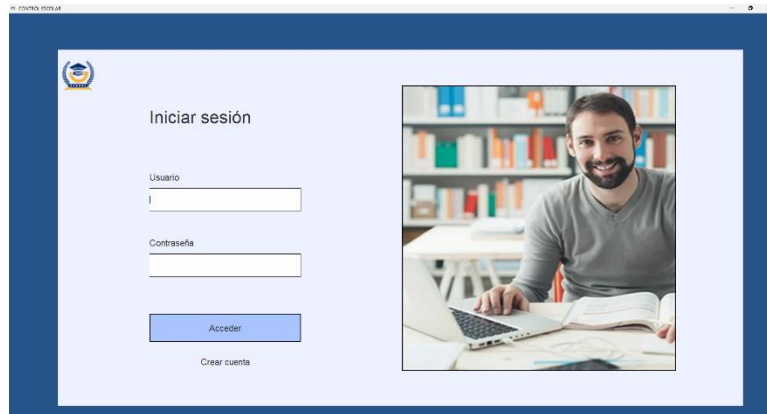 CONTROL ESCOLAR
Iniciar sesión
Usuario
Contraseña
Acceder
Crear cuenta